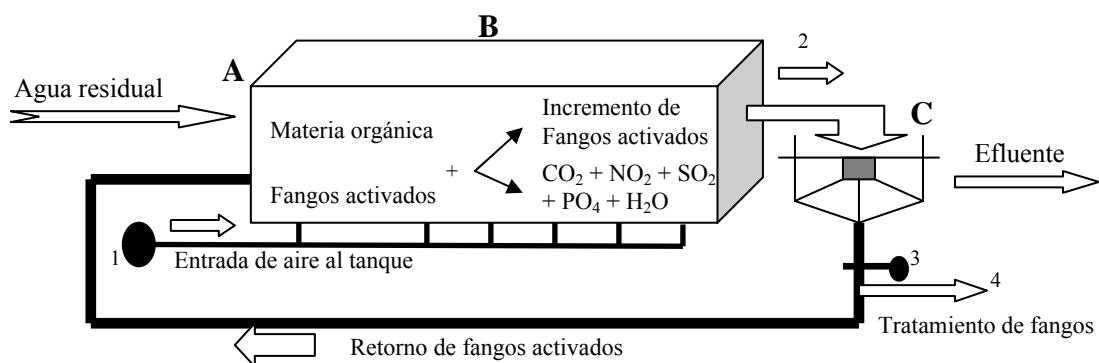 B
A
2
Agua residual
C
Materia orgánica
Incremento de
Fangos activados
Efluente
+
CO₂ + NO₂ + SO₂
+ PO₄ + H₂O
Fangos activados
1
Entrada de aire al tanque
3
4
Tratamiento de fangos
Retorno de fangos activados